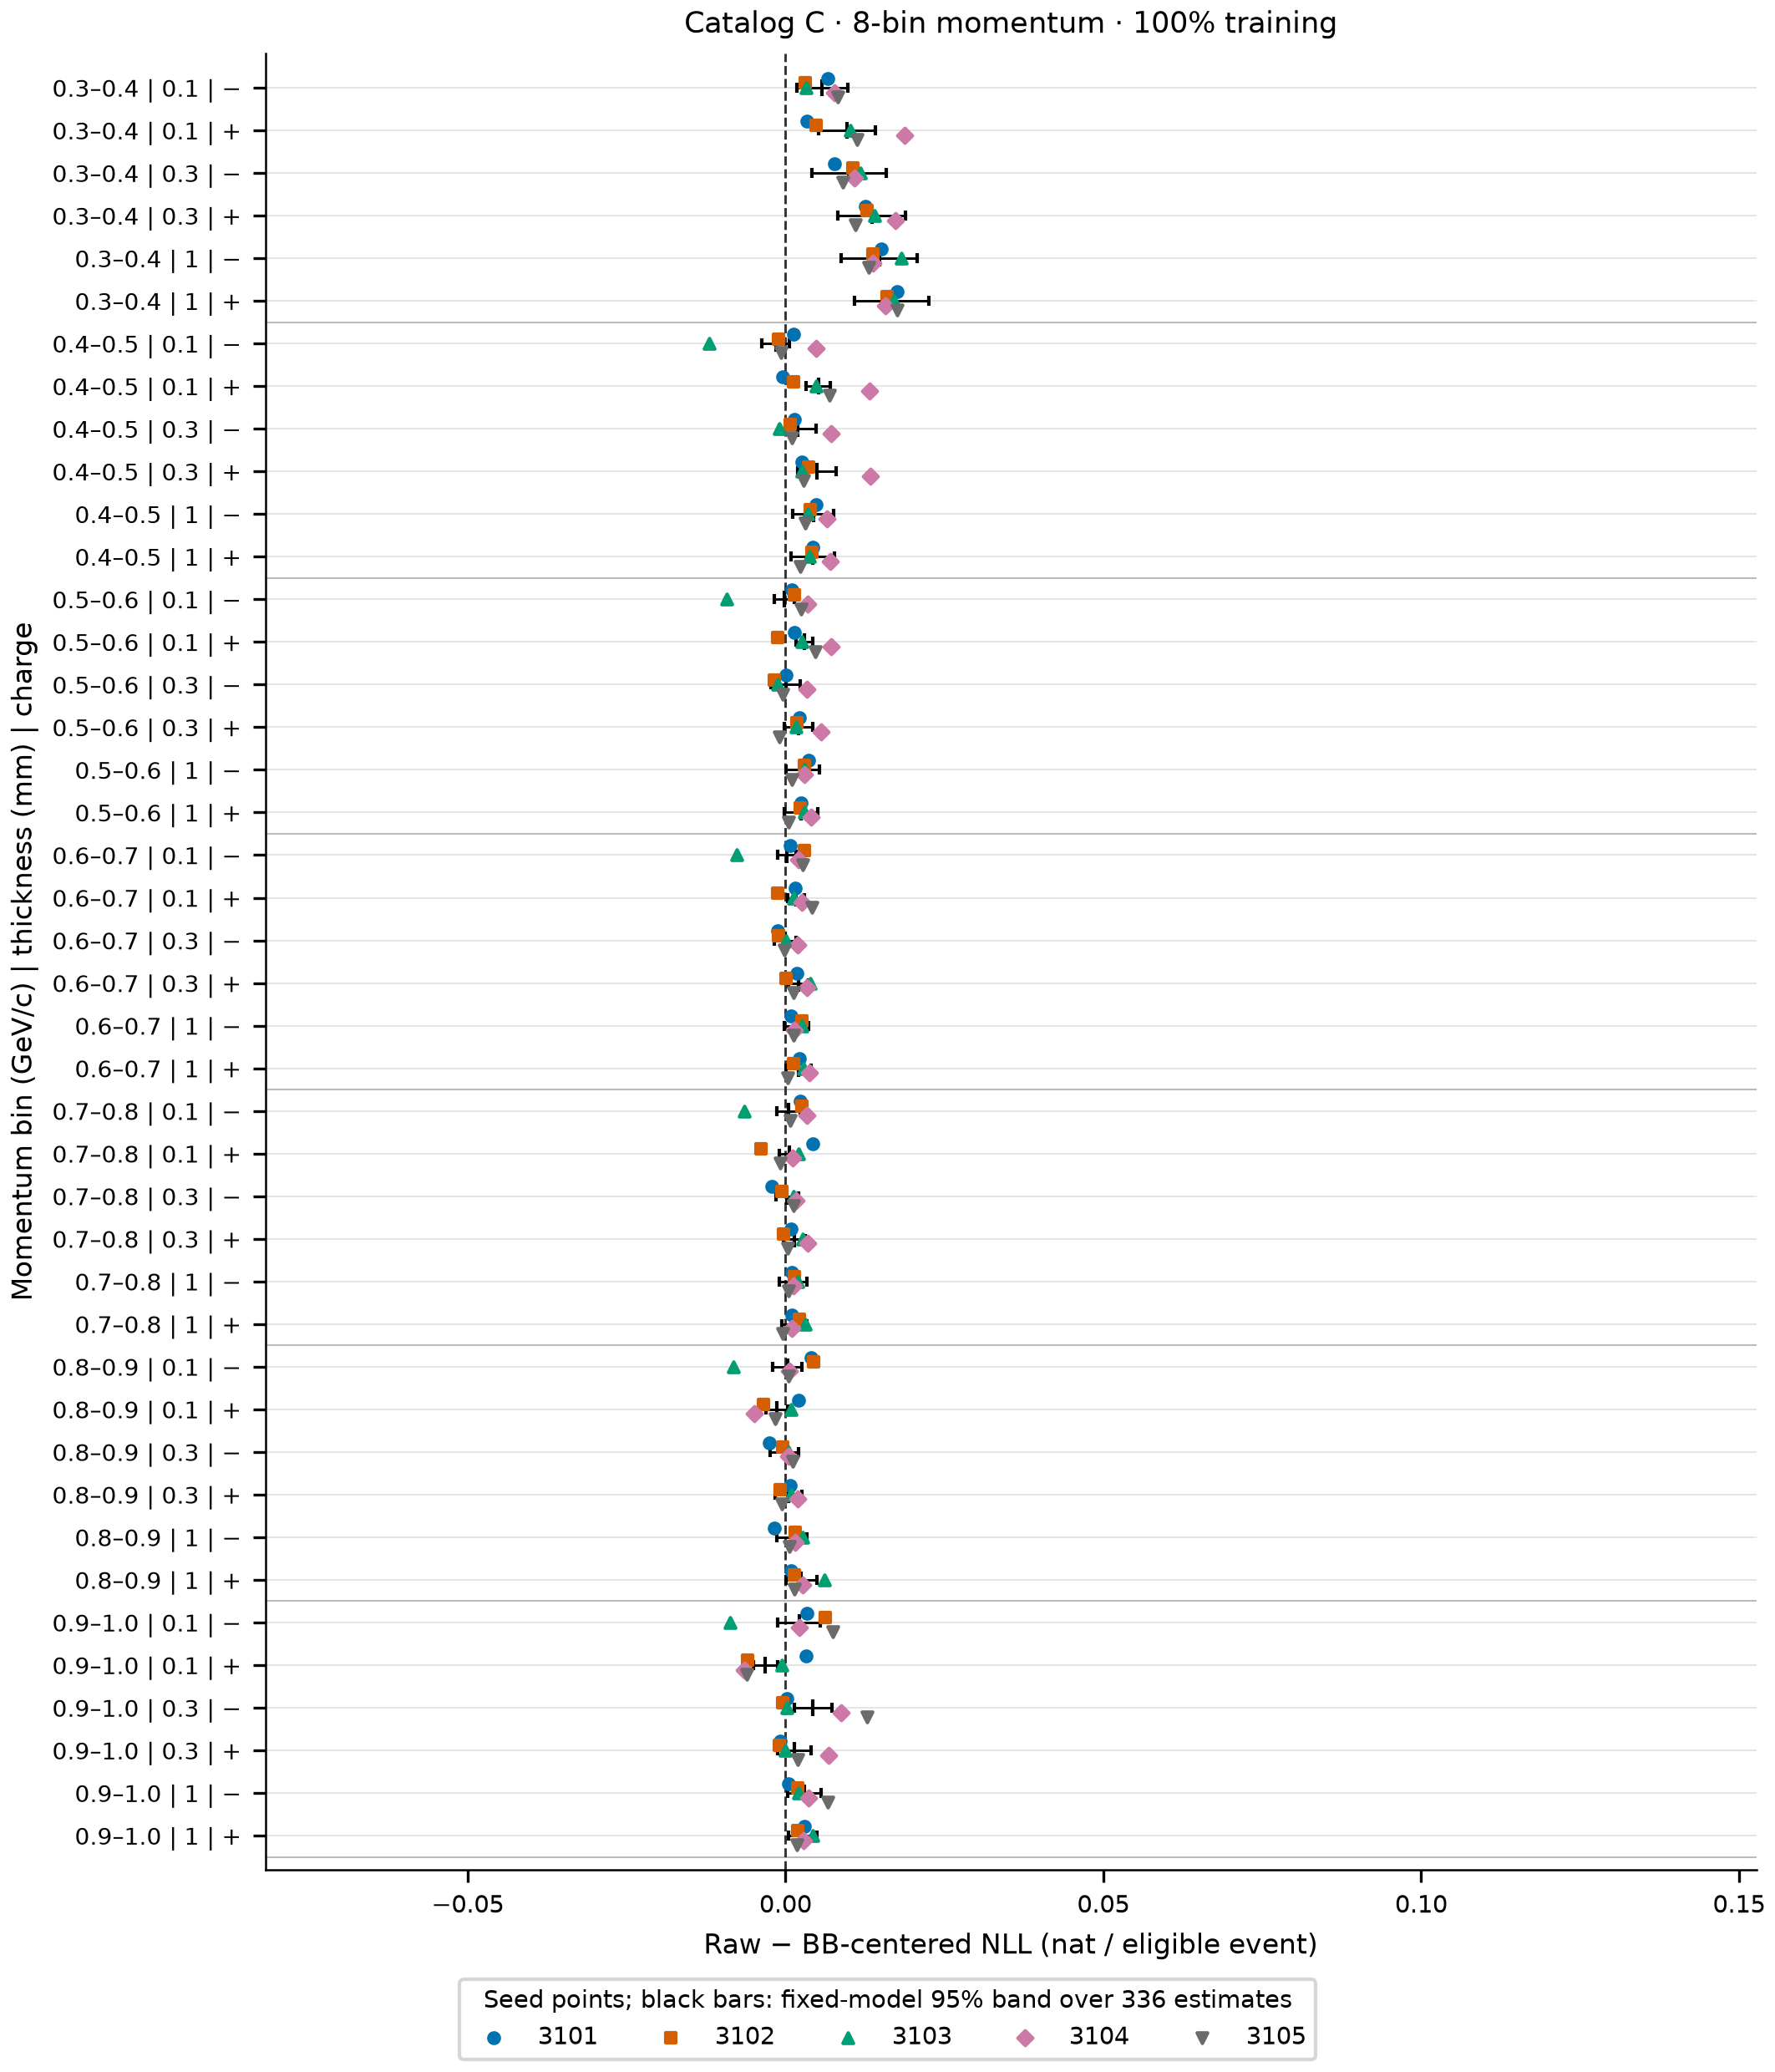 Catalog C · 8-bin momentum · 100% training
Momentum bin (GeV/c) | thickness (mm) | charge
0.3–0.4 | 0.1 | −
0.3–0.4 | 0.1 | +
0.3–0.4 | 0.3 | −
0.3–0.4 | 0.3 | +
0.3–0.4 | 1 | −
0.3–0.4 | 1 | +
0.4–0.5 | 0.1 | −
0.4–0.5 | 0.1 | +
0.4–0.5 | 0.3 | −
0.4–0.5 | 0.3 | +
0.4–0.5 | 1 | −
0.4–0.5 | 1 | +
0.5–0.6 | 0.1 | −
0.5–0.6 | 0.1 | +
0.5–0.6 | 0.3 | −
0.5–0.6 | 0.3 | +
0.5–0.6 | 1 | −
0.5–0.6 | 1 | +
0.6–0.7 | 0.1 | −
0.6–0.7 | 0.1 | +
0.6–0.7 | 0.3 | −
0.6–0.7 | 0.3 | +
0.6–0.7 | 1 | −
0.6–0.7 | 1 | +
0.7–0.8 | 0.1 | −
0.7–0.8 | 0.1 | +
0.7–0.8 | 0.3 | −
0.7–0.8 | 0.3 | +
0.7–0.8 | 1 | −
0.7–0.8 | 1 | +
0.8–0.9 | 0.1 | −
0.8–0.9 | 0.1 | +
0.8–0.9 | 0.3 | −
0.8–0.9 | 0.3 | +
0.8–0.9 | 1 | −
0.8–0.9 | 1 | +
0.9–1.0 | 0.1 | −
0.9–1.0 | 0.1 | +
0.9–1.0 | 0.3 | −
0.9–1.0 | 0.3 | +
0.9–1.0 | 1 | −
0.9–1.0 | 1 | +
−0.05 0.00 0.05 0.10 0.15
Raw − BB-centered NLL (nat / eligible event)
Seed points; black bars: fixed-model 95% band over 336 estimates
3101 3102 3103 3104 3105